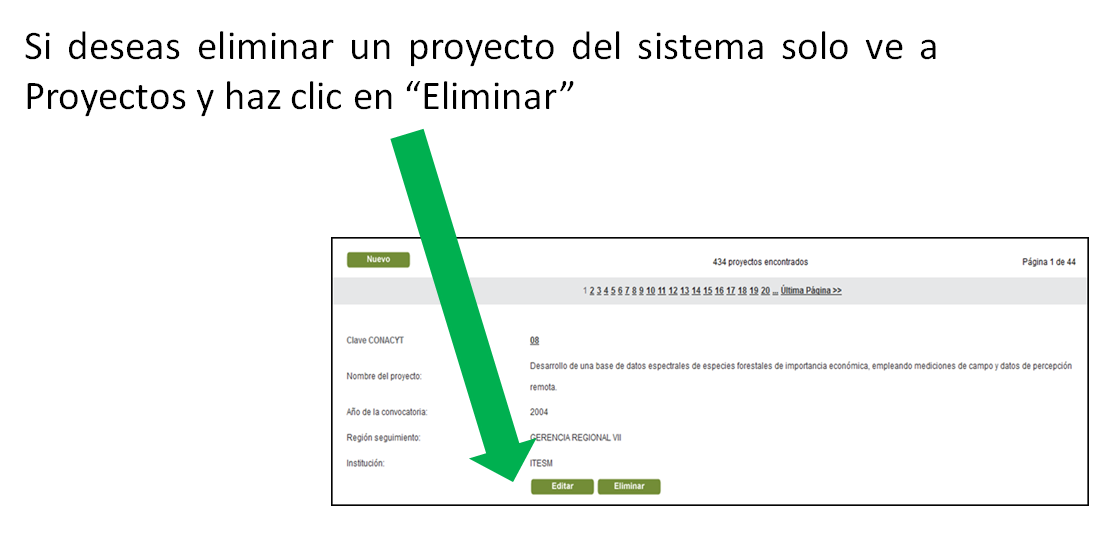 Si deseas eliminar un proyecto del sistema solo ve a
Proyectos y haz clic en “Eliminar”
Nuevo 434 proyectos encontrados Página 1 de 44
1 2 3 4 5 6 7 8 9 10 11 12 13 14 15 16 17 18 19 20 ... Última Página >>
Clave CONACYT 08
Nombre del proyecto: Desarrollo de una base de datos espectrales de especies forestales de importancia económica, empleando mediciones de campo y datos de percepción
remota.
Año de la convocatoria: 2004
Región seguimiento: GERENCIA REGIONAL VII
Institución: ITESM
Editar Eliminar